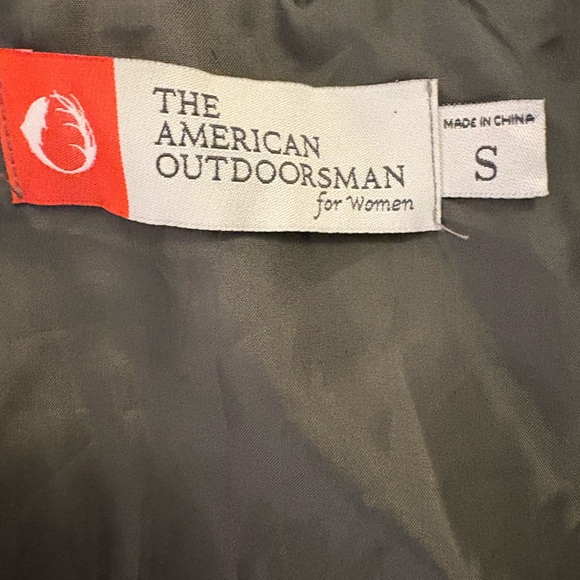 THE
AMERICAN
OUTDOORSMAN
for Women
MADE IN CHINA
S